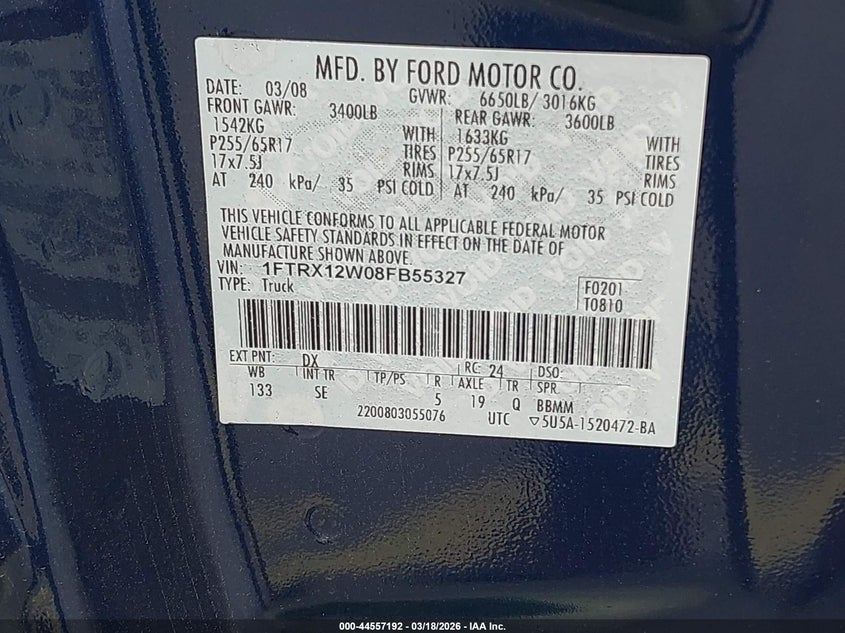 MFD. BY FORD MOTOR CO.
DATE: 03/08 GVWR: 6650LB/ 3016KG
FRONT GAWR: 3400LB REAR GAWR: 3600LB
1542KG WITH 1633KG WITH
P255/65R17 TIRES P255/65R17 TIRES
17x7.5J RIMS 17x7.5J RIMS
AT 240 kPa/ 35 PSI COLD AT 240 kPa/ 35 PSI COLD
THIS VEHICLE CONFORMS TO ALL APPLICABLE FEDERAL MOTOR
VEHICLE SAFETY STANDARDS IN EFFECT ON THE DATE OF
MANUFACTURE SHOWN ABOVE.
VIN: 1FTRX12W08FB55327
TYPE: Truck
F0201
T0810
EXT PNT: DX RC: 24 DSO:
WB INT TR TP/PS R AXLE TR SPR
133 SE 5 19 Q BBMM
2200803055076 UTC ▽5U5A-1520472-BA
000-44557192 — 03/18/2026 — IAA Inc.